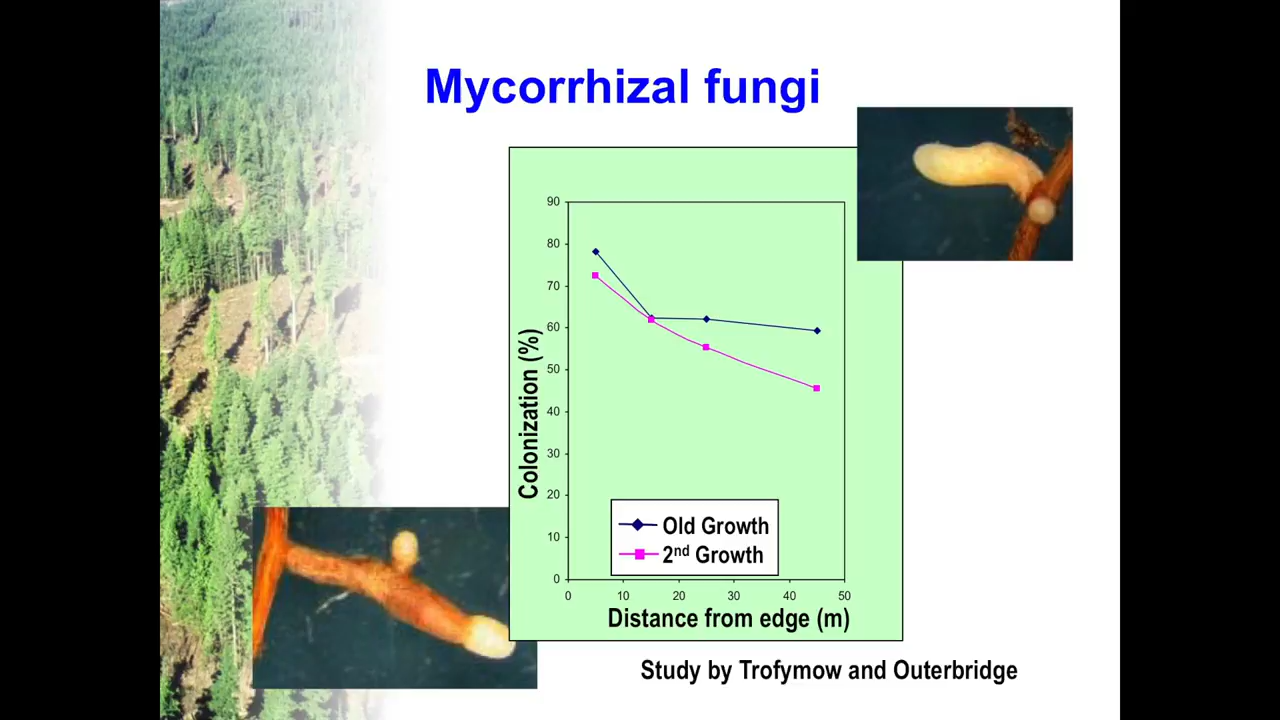 Mycorrhizal fungi
90
80
70
60
50
40
30
20
10
0
Colonization (%)
Old Growth
2nd Growth
0 10 20 30 40 50
Distance from edge (m)
Study by Trofymow and Outerbridge